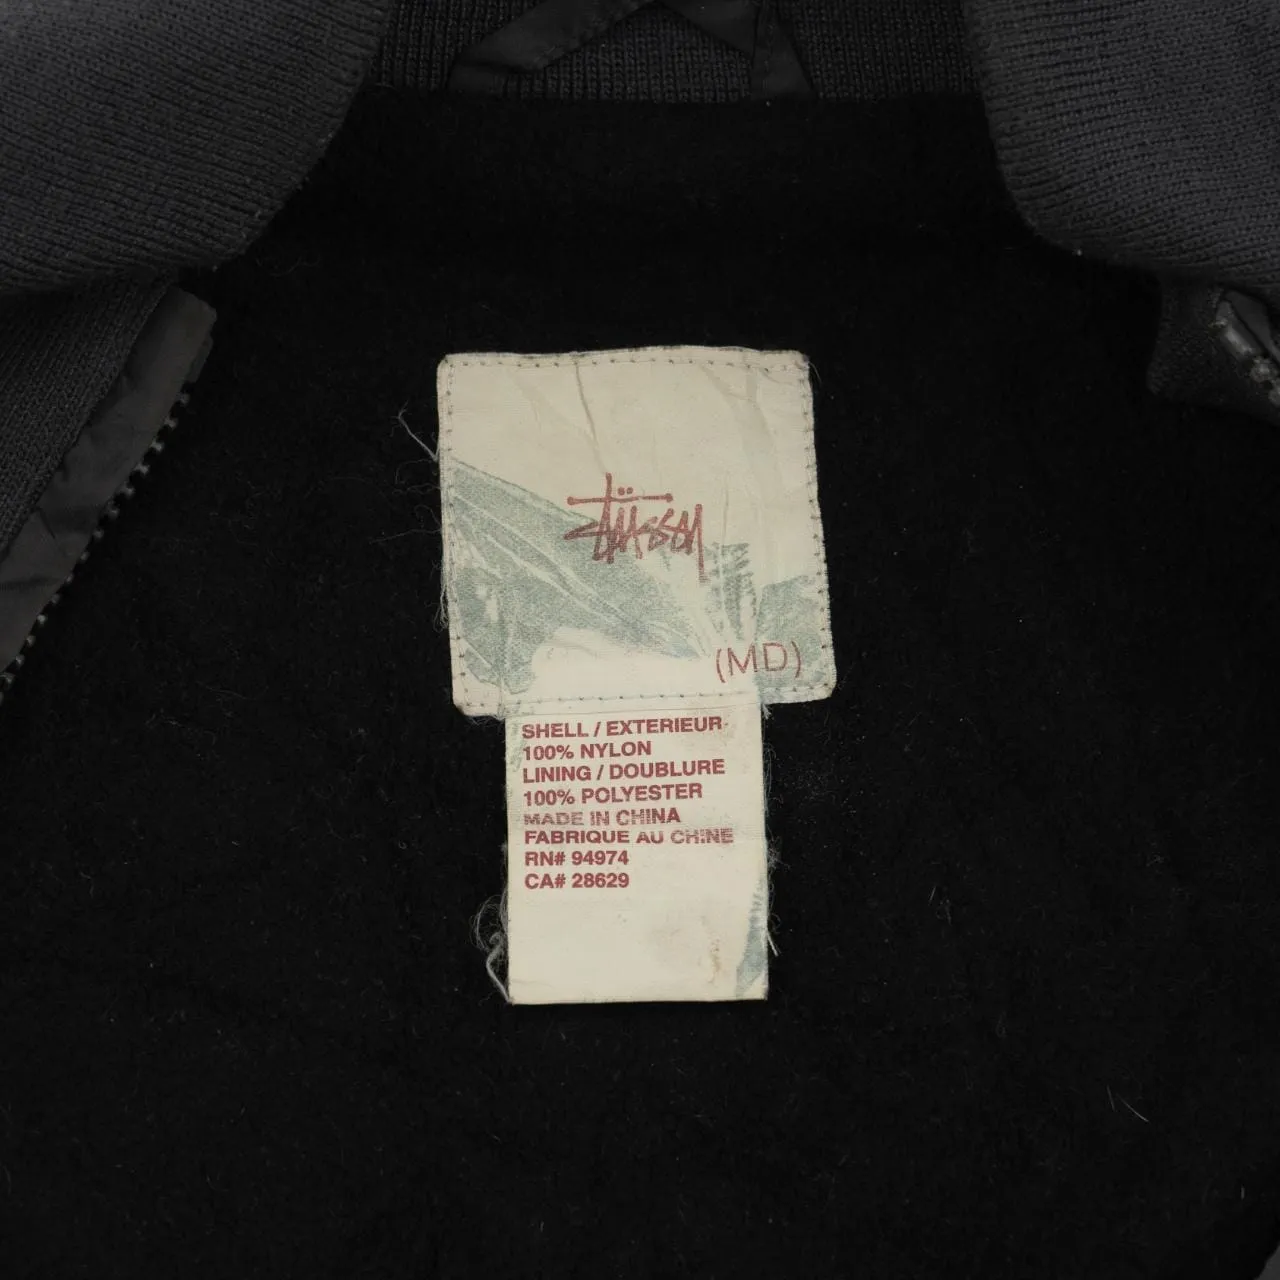 Stüssy
(MD)
SHELL / EXTERIEUR
100% NYLON
LINING / DOUBLURE
100% POLYESTER
MADE IN CHINA
FABRIQUE AU CHINE
RN# 94974
CA# 28629